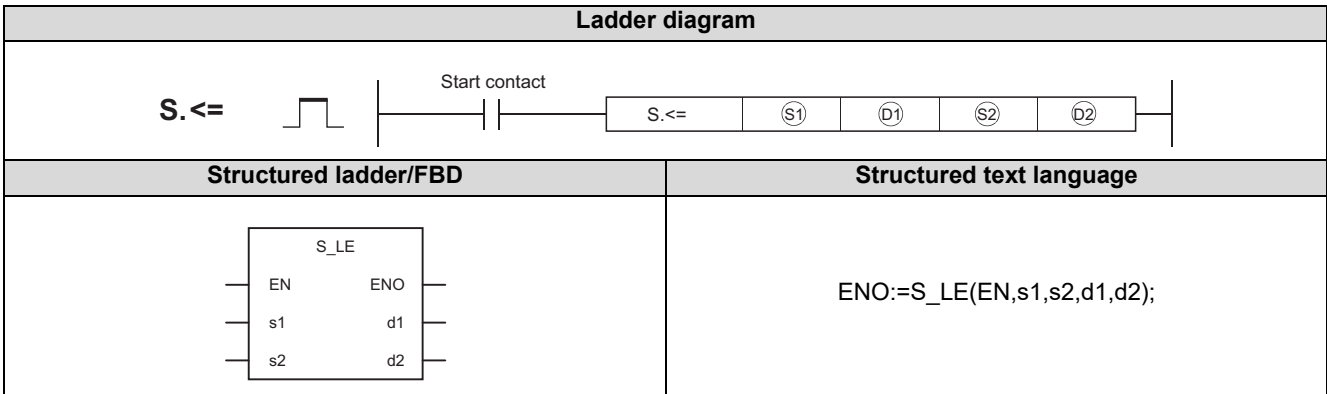 Ladder diagram
Start contact
S.<= S.<= S1 D1 S2 D2
Structured ladder/FBD Structured text language
S_LE
EN ENO
ENO:=S_LE(EN,s1,s2,d1,d2);
s1 d1
s2 d2